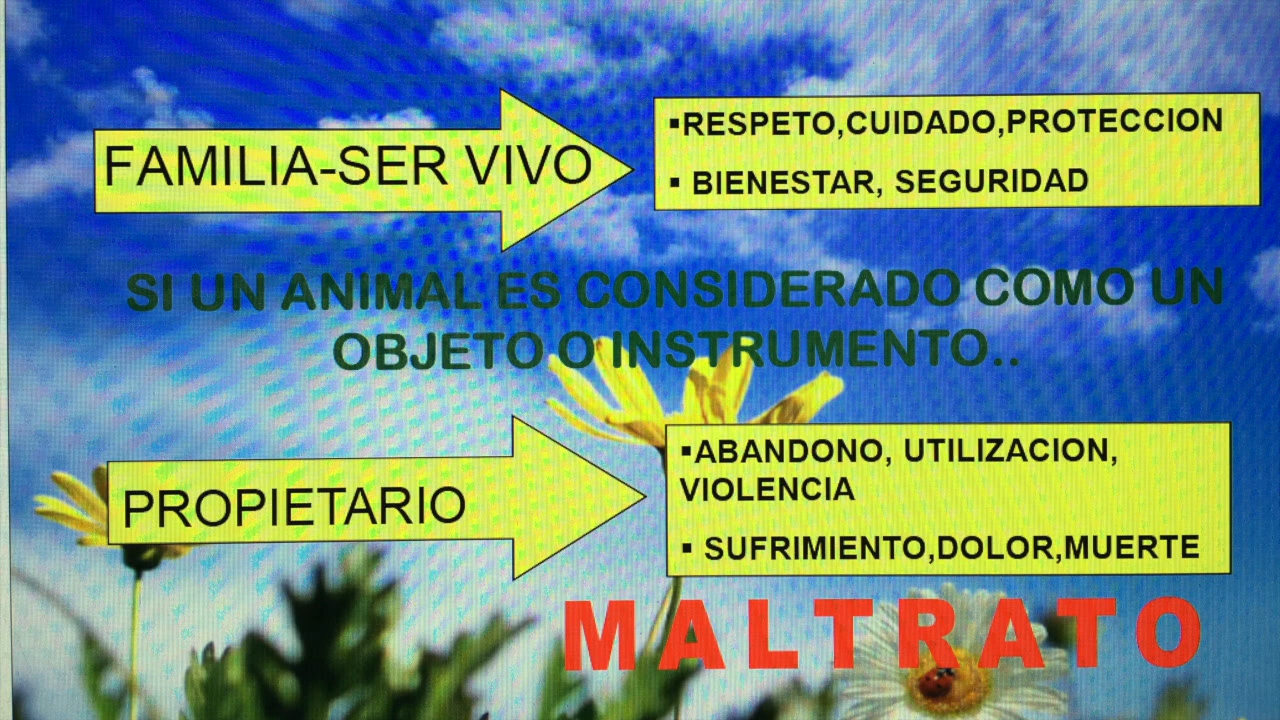 FAMILIA-SER VIVO
▪RESPETO,CUIDADO,PROTECCION
▪ BIENESTAR, SEGURIDAD
SI UN ANIMAL ES CONSIDERADO COMO UN
OBJETO O INSTRUMENTO..
PROPIETARIO
▪ABANDONO, UTILIZACION,
VIOLENCIA
▪ SUFRIMIENTO,DOLOR,MUERTE
MALTRATO